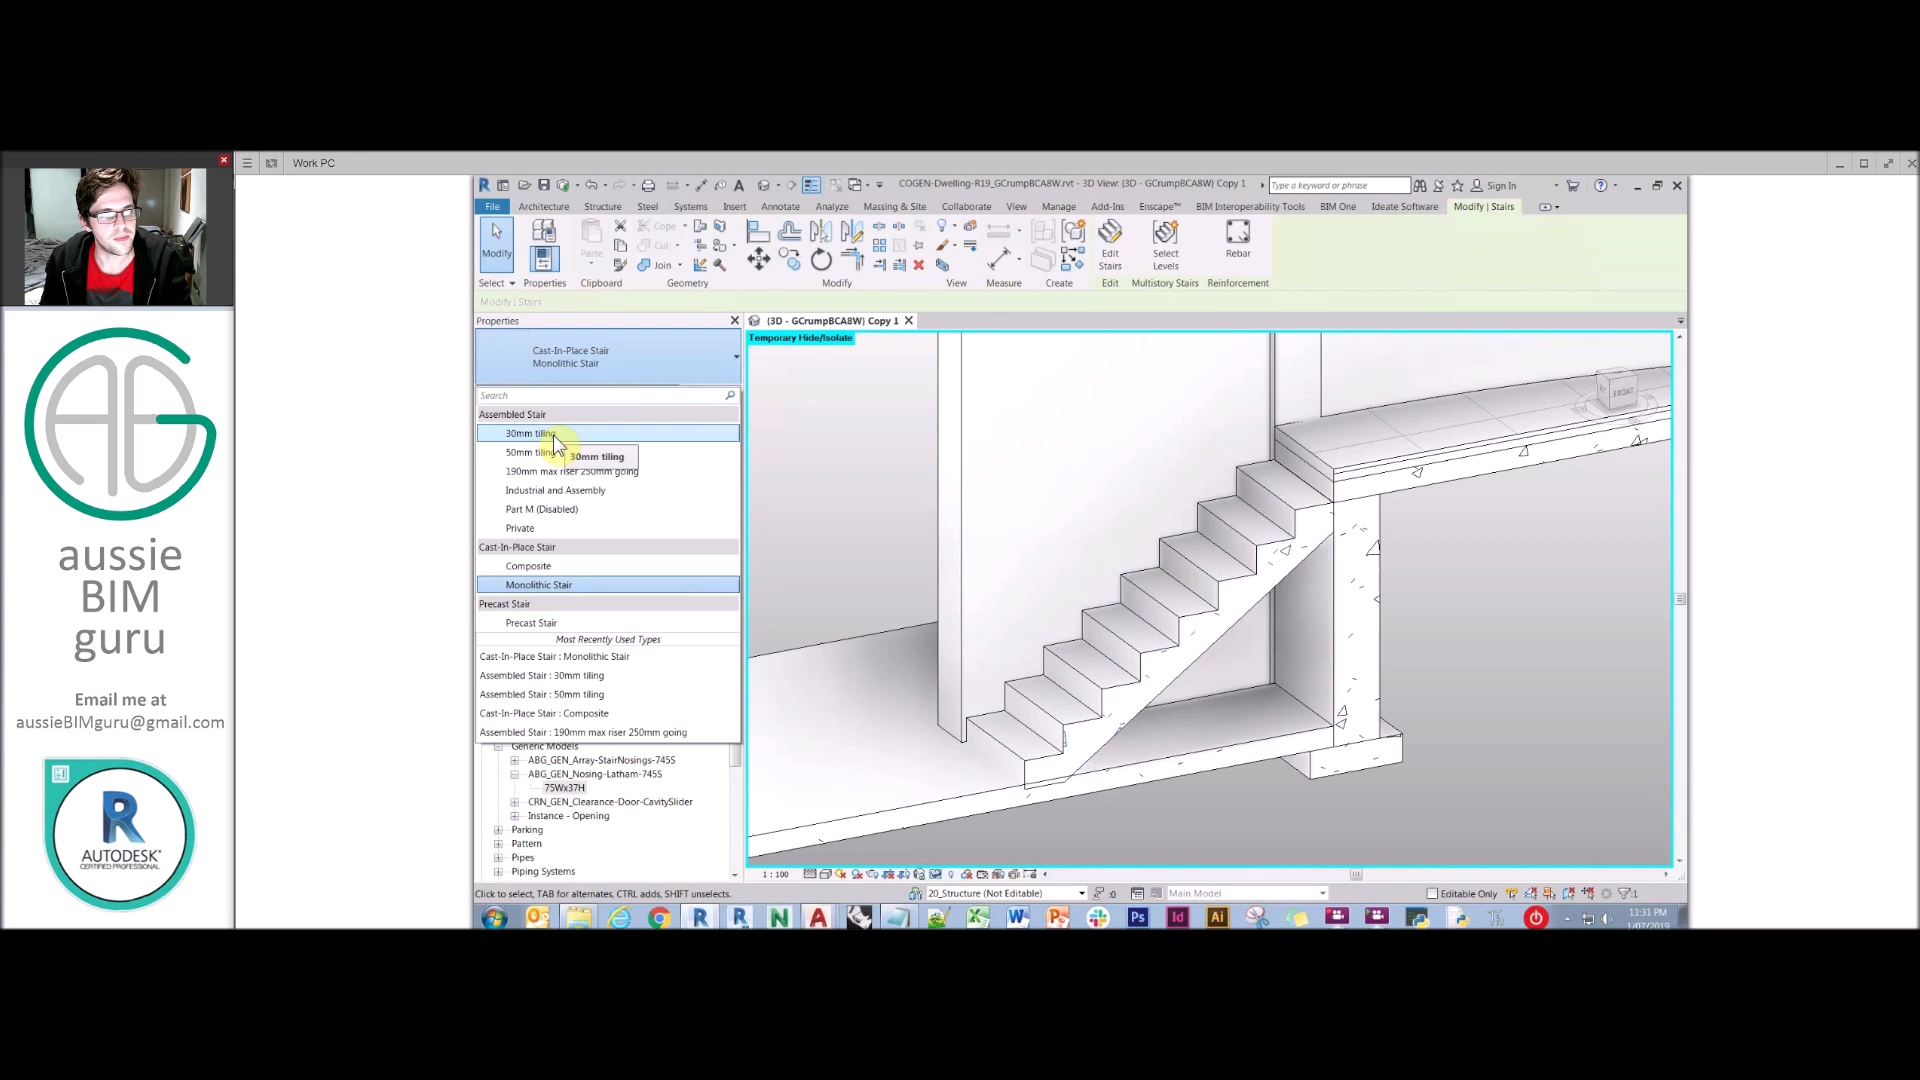 Work PC
COGEN-Dwelling-R19_GCrumpBCA8W.rvt - 3D View: {3D - GCrumpBCA8W} Copy 1
Type a keyword or phrase
Sign In
File Architecture Structure Steel Systems Insert Annotate Analyze Massing & Site Collaborate View Manage Add-Ins Enscape™ BIM Interoperability Tools BIM One Ideate Software Modify | Stairs
Modify
Paste
Cope
Cut
Join
Edit Stairs
Select Levels
Rebar
Select Properties Clipboard Geometry Modify View Measure Create Edit Multistory Stairs Reinforcement
Modify | Stairs
Properties
{3D - GCrumpBCA8W} Copy 1
Temporary Hide/Isolate
FRONT
Cast-In-Place Stair
Monolithic Stair
Search
Assembled Stair
30mm tiling
50mm tiling
30mm tiling
190mm max riser 250mm going
Industrial and Assembly
Part M (Disabled)
Private
Cast-In-Place Stair
Composite
Monolithic Stair
Precast Stair
Precast Stair
Most Recently Used Types
Cast-In-Place Stair : Monolithic Stair
Assembled Stair : 30mm tiling
Assembled Stair : 50mm tiling
Cast-In-Place Stair : Composite
Assembled Stair : 190mm max riser 250mm going
Generic Models
ABG_GEN_Array-StairNosings-745S
ABG_GEN_Nosing-Latham-745S
75Wx37H
CRN_GEN_Clearance-Door-CavitySlider
Instance - Opening
Parking
Pattern
Pipes
Piping Systems
1 : 100
Click to select, TAB for alternates, CTRL adds, SHIFT unselects.
20_Structure (Not Editable)
:0
Main Model
Editable Only
:1
11:31 PM
1/07/2019
aussie
BIM
guru
Email me at
aussieBIMguru@gmail.com
R
AUTODESK
CERTIFIED PROFESSIONAL